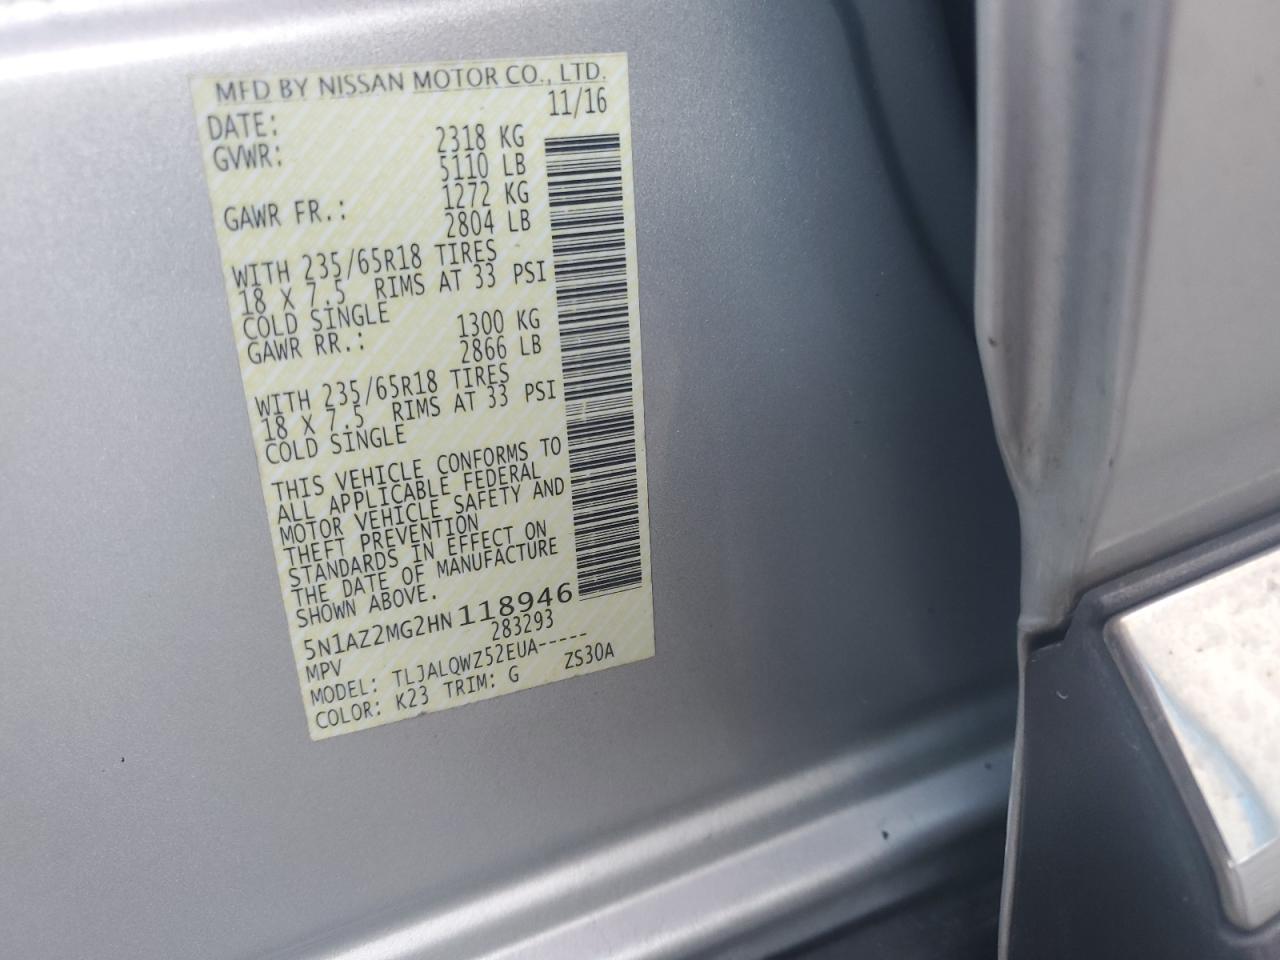 MFD BY NISSAN MOTOR CO., LTD.
DATE: 11/16
GVWR: 2318 KG
5110 LB
GAWR FR.: 1272 KG
2804 LB
WITH 235/65R18 TIRES
18 X 7.5 RIMS AT 33 PSI
COLD SINGLE
GAWR RR.: 1300 KG
2866 LB
WITH 235/65R18 TIRES
18 X 7.5 RIMS AT 33 PSI
COLD SINGLE
THIS VEHICLE CONFORMS TO
ALL APPLICABLE FEDERAL
MOTOR VEHICLE SAFETY AND
THEFT PREVENTION
STANDARDS IN EFFECT ON
THE DATE OF MANUFACTURE
SHOWN ABOVE.
5N1AZ2MG2HN118946
MPV 283293
MODEL: TLJALQWZ52EUA-----
COLOR: K23 TRIM: G ZS30A